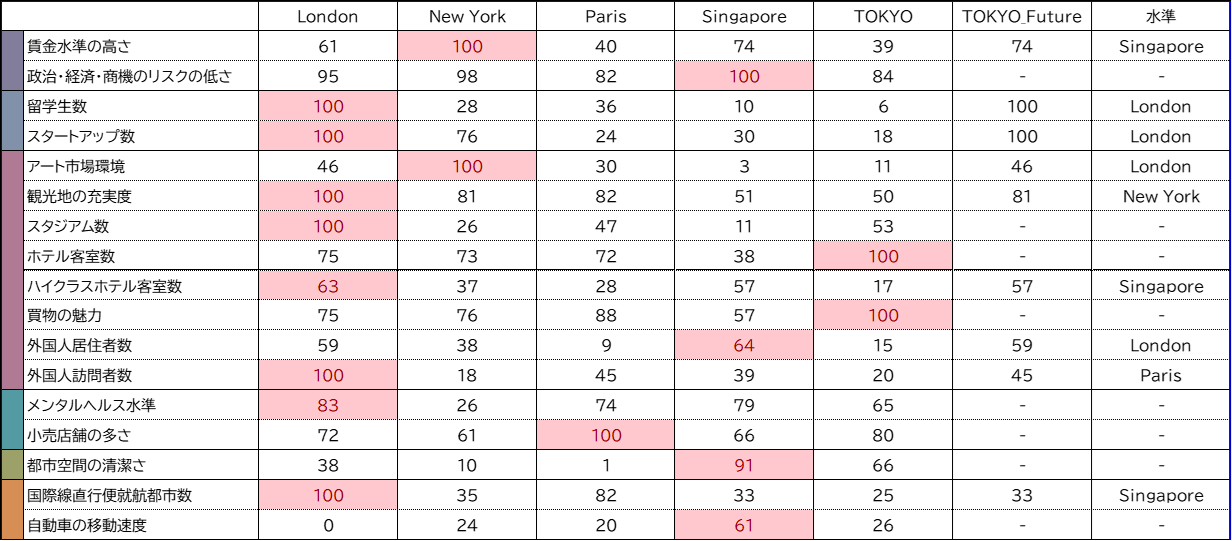 London New York Paris Singapore TOKYO TOKYO_Future 水準
賃金水準の高さ 61 100 40 74 39 74 Singapore
政治・経済・商機のリスクの低さ 95 98 82 100 84 - -
留学生数 100 28 36 10 6 100 London
スタートアップ数 100 76 24 30 18 100 London
アート市場環境 46 100 30 3 11 46 London
観光地の充実度 100 81 82 51 50 81 New York
スタジアム数 100 26 47 11 53 - -
ホテル客室数 75 73 72 38 100 - -
ハイクラスホテル客室数 63 37 28 57 17 57 Singapore
買物の魅力 75 76 88 57 100 - -
外国人居住者数 59 38 9 64 15 59 London
外国人訪問者数 100 18 45 39 20 45 Paris
メンタルヘルス水準 83 26 74 79 65 - -
小売店舗の多さ 72 61 100 66 80 - -
都市空間の清潔さ 38 10 1 91 66 - -
国際線直行便就航都市数 100 35 82 33 25 33 Singapore
自動車の移動速度 0 24 20 61 26 - -